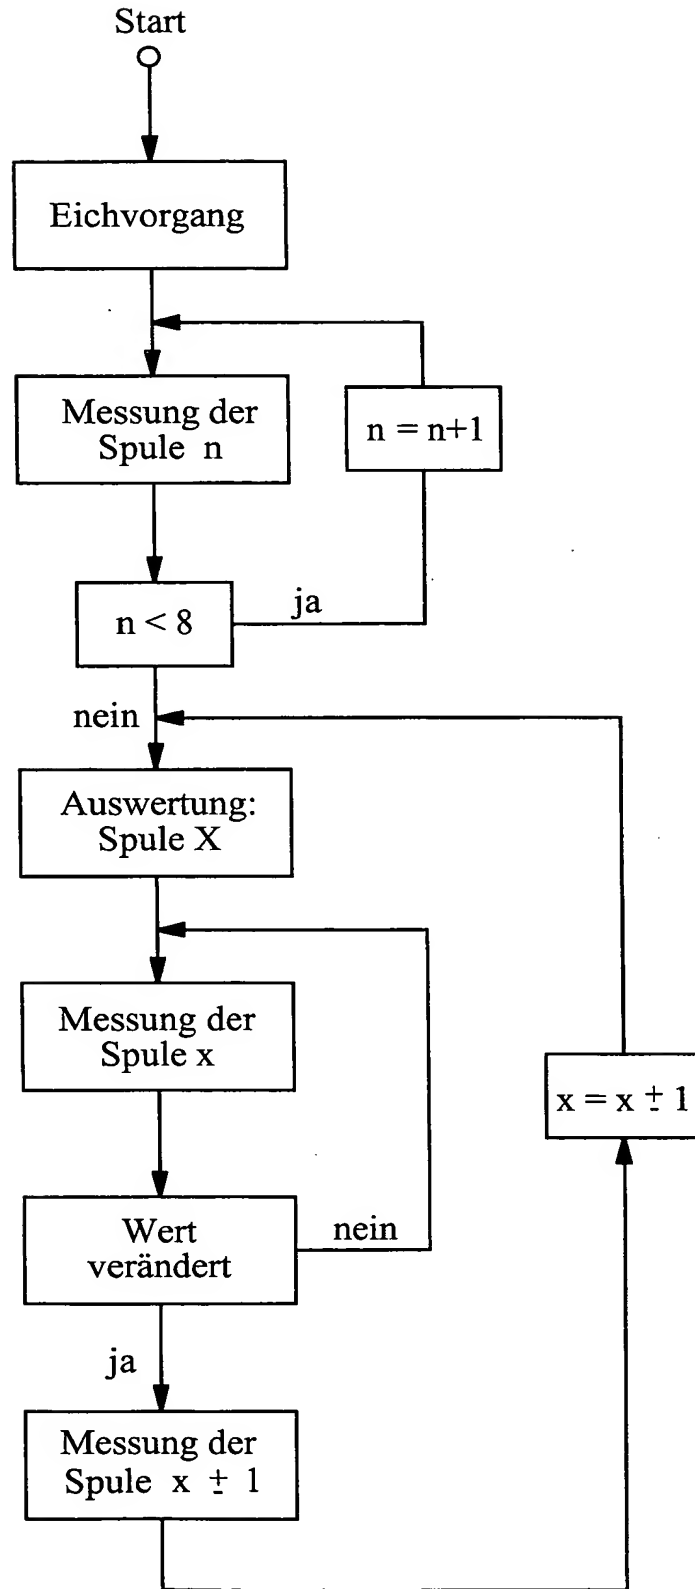 Start
Eichvorgang
Messung der
Spule n
n = n+1
n < 8
ja
nein
Auswertung:
Spule X
Messung der
Spule x
x = x ± 1
Wert
verändert
nein
ja
Messung der
Spule x ± 1